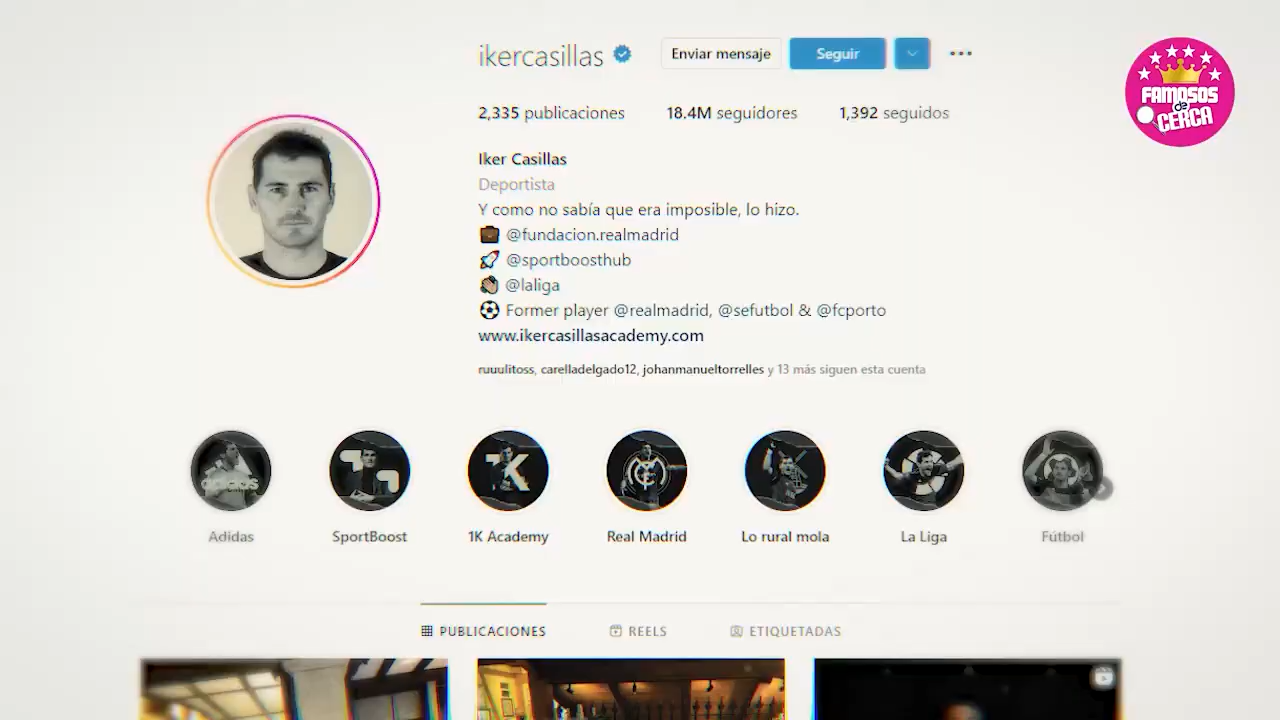 ikercasillas
Enviar mensaje
Seguir
2,335 publicaciones
18.4M seguidores
1,392 seguidos
FAMOSOS
de
CERCA
Iker Casillas
Deportista
Y como no sabía que era imposible, lo hizo.
@fundacion.realmadrid
@sportboosthub
@laliga
Former player @realmadrid, @sefutbol & @fcporto
www.ikercasillasacademy.com
ruuulitoss, carelladelgado12, johanmanueltorrelles y 13 más siguen esta cuenta
adidas
1K
Adidas
SportBoost
1K Academy
Real Madrid
Lo rural mola
La Liga
Fútbol
PUBLICACIONES
REELS
ETIQUETADAS